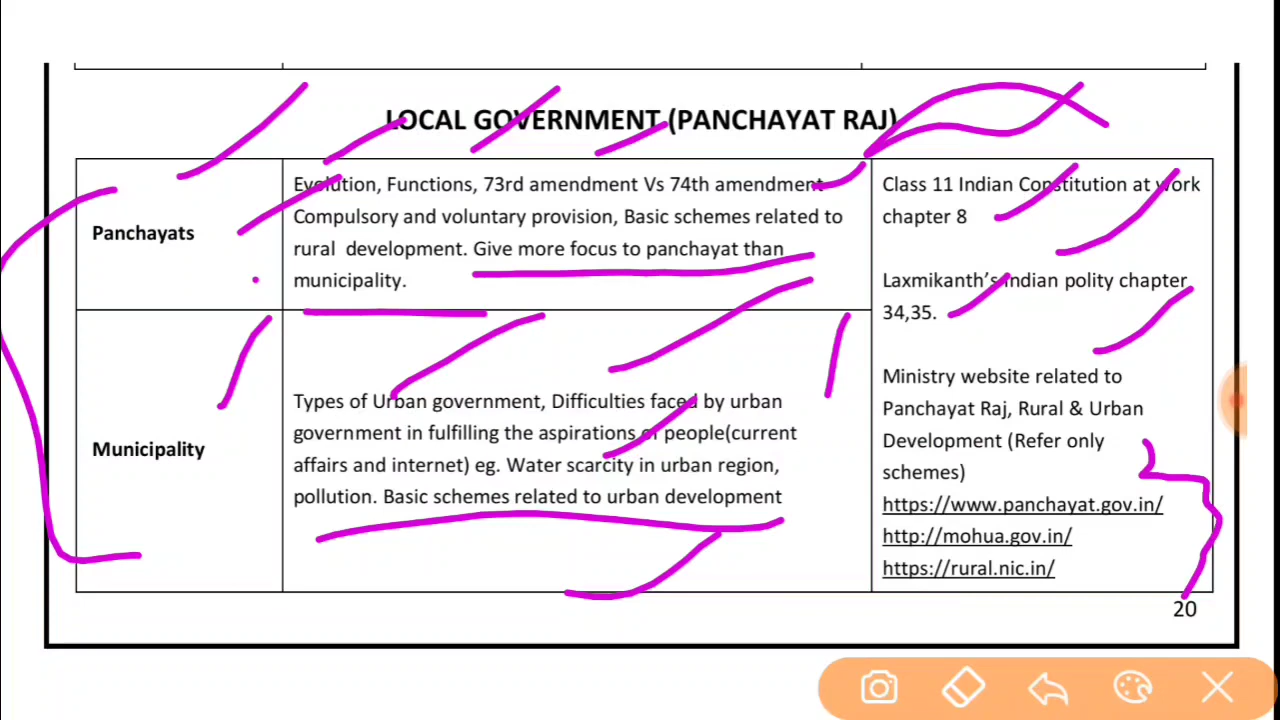 LOCAL GOVERNMENT (PANCHAYAT RAJ)
Panchayats
Evolution, Functions, 73rd amendment Vs 74th amendment
Compulsory and voluntary provision, Basic schemes related to
rural development. Give more focus to panchayat than
municipality.
Class 11 Indian Constitution at work
chapter 8
Laxmikanth's Indian polity chapter
34,35.
Ministry website related to
Panchayat Raj, Rural & Urban
Development (Refer only
schemes)
https://www.panchayat.gov.in/
http://mohua.gov.in/
https://rural.nic.in/
Municipality
Types of Urban government, Difficulties faced by urban
government in fulfilling the aspirations of people(current
affairs and internet) eg. Water scarcity in urban region,
pollution. Basic schemes related to urban development
20